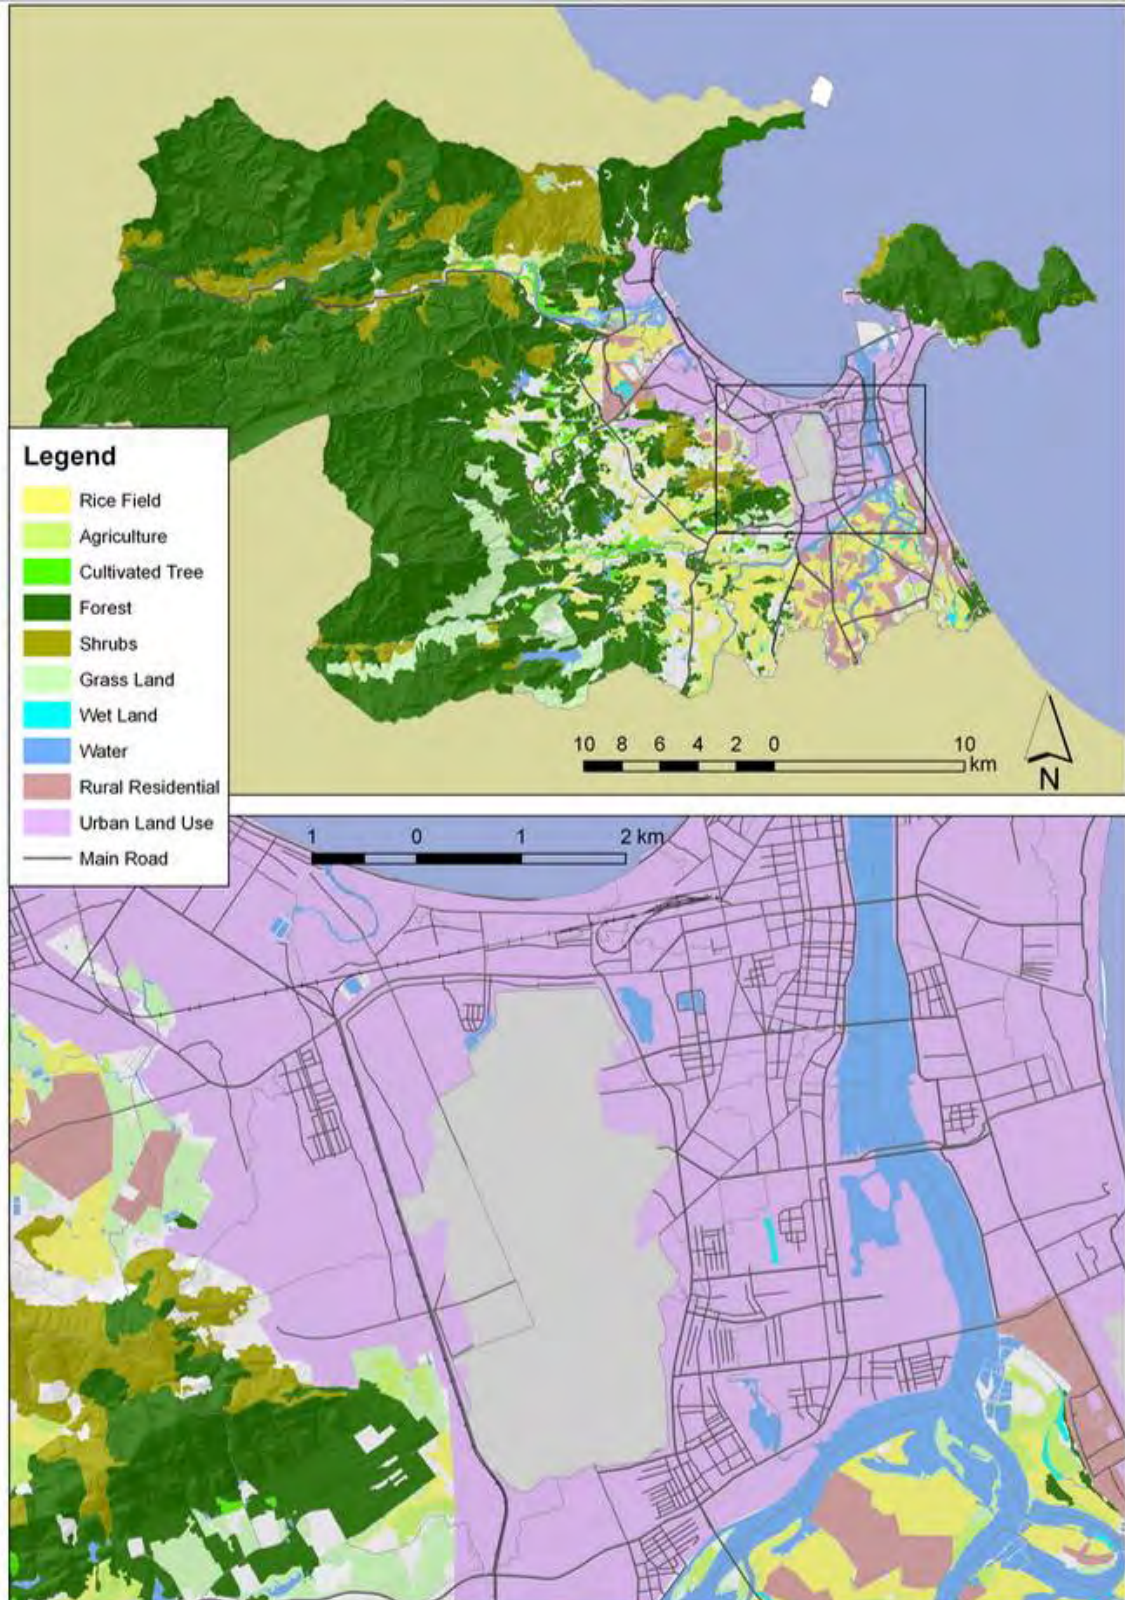 Legend
Rice Field
Agriculture
Cultivated Tree
Forest
Shrubs
Grass Land
Wet Land
Water
Rural Residential
Urban Land Use
Main Road
10 8 6 4 2 0 10
km
N
1 0 1 2 km